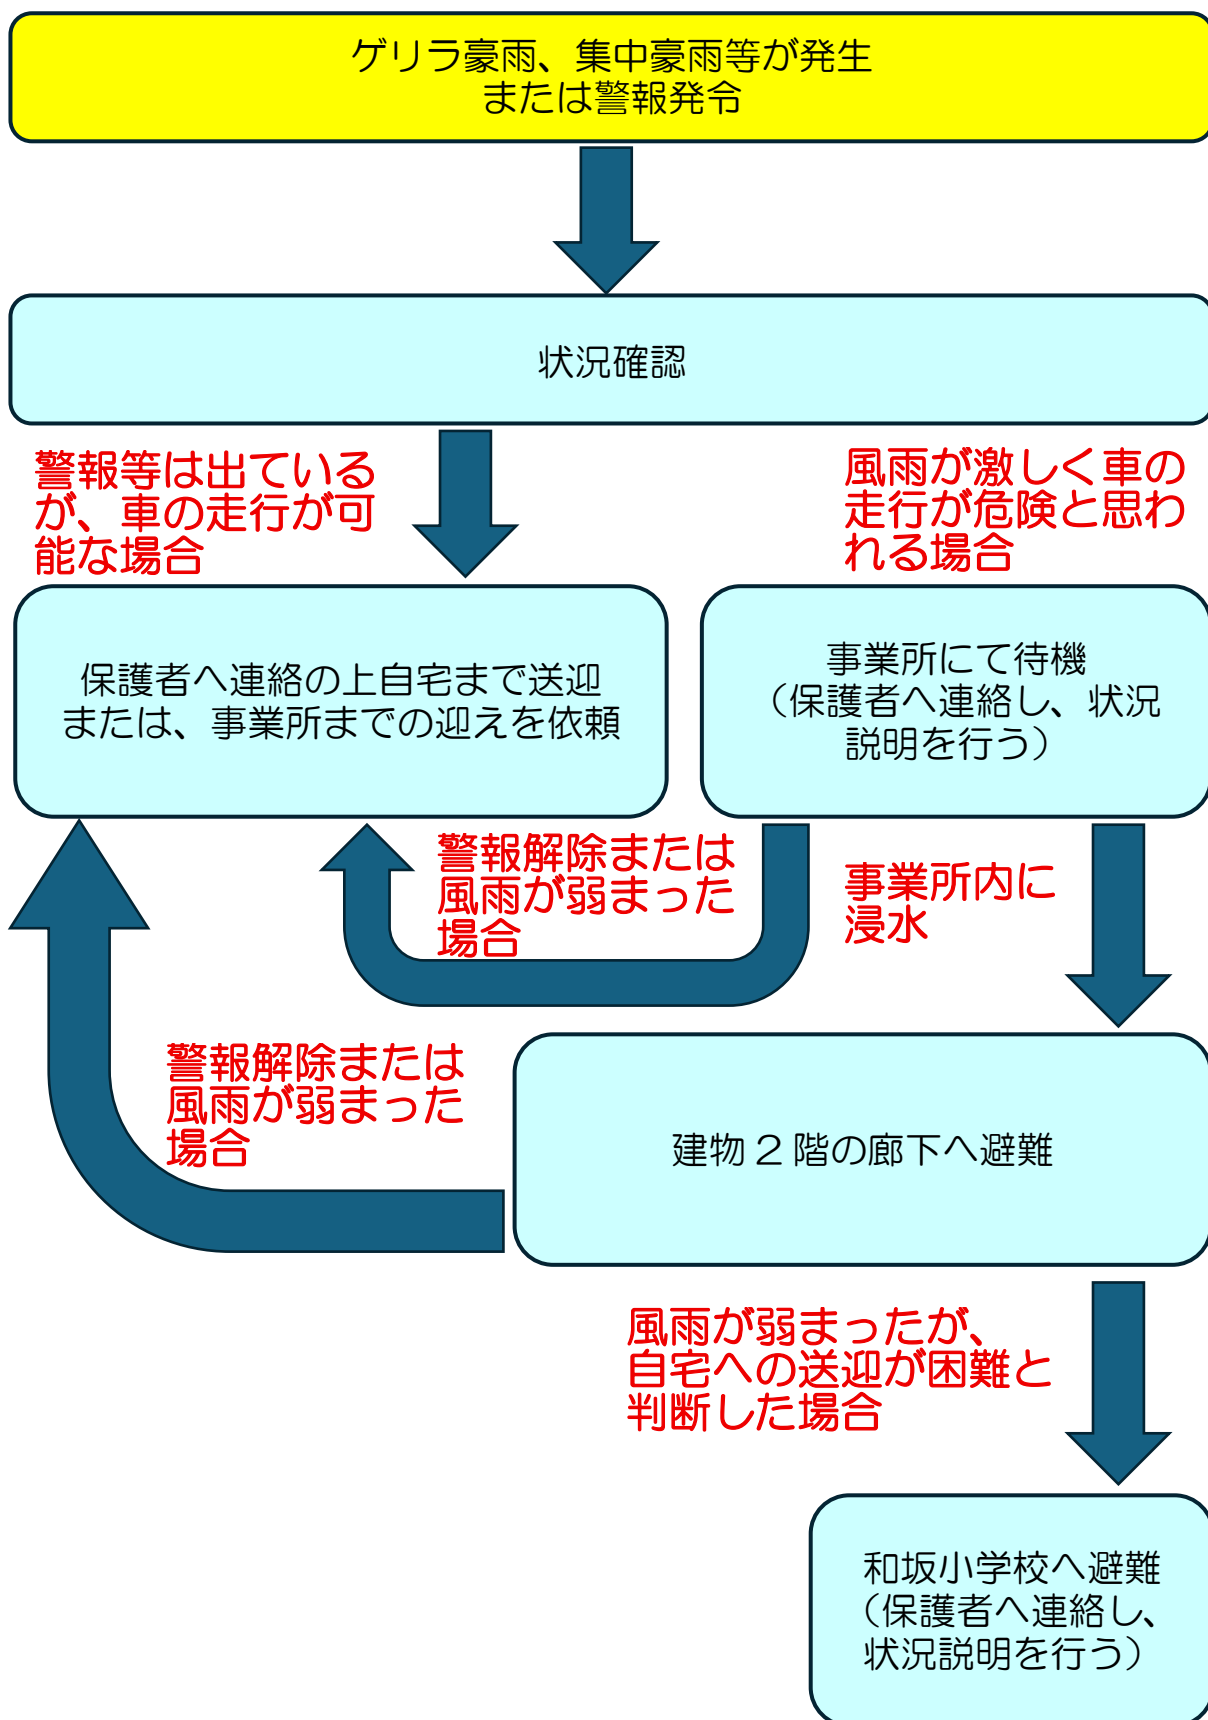 ゲリラ豪雨、集中豪雨等が発生
または警報発令
状況確認
警報等は出ている
が、車の走行が可
能な場合
風雨が激しく車の
走行が危険と思わ
れる場合
保護者へ連絡の上自宅まで送迎
または、事業所までの迎えを依頼
事業所にて待機
（保護者へ連絡し、状況
説明を行う）
警報解除または
風雨が弱まった
場合
事業所内に
浸水
警報解除または
風雨が弱まった
場合
建物２階の廊下へ避難
風雨が弱まったが、
自宅への送迎が困難と
判断した場合
和坂小学校へ避難
（保護者へ連絡し、
状況説明を行う）